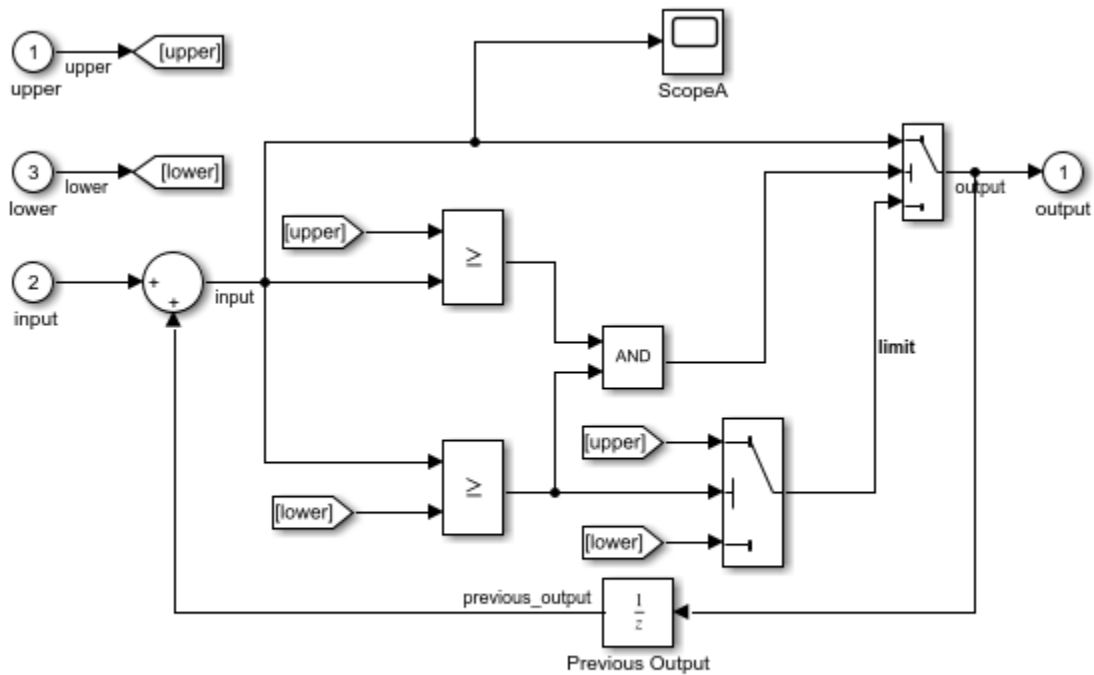 1
[upper]
upper
upper
ScopeA
3
[lower]
lower
lower
output
1
output
[upper]
≥
2
+
+
input
input
AND
limit
[upper]
≥
[lower]
[lower]
previous_output
1
z
Previous Output